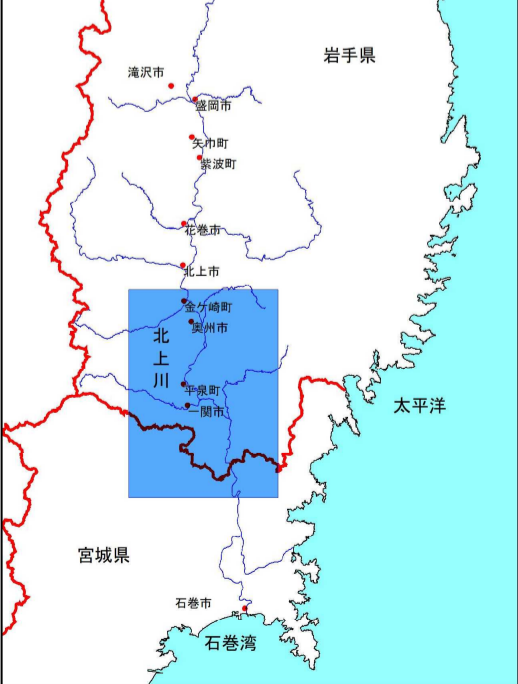 岩手県
滝沢市
盛岡市
矢巾町
紫波町
花巻市
北上市
金ケ崎町
奥州市
北上川
平泉町
一関市
太平洋
宮城県
石巻市
石巻湾